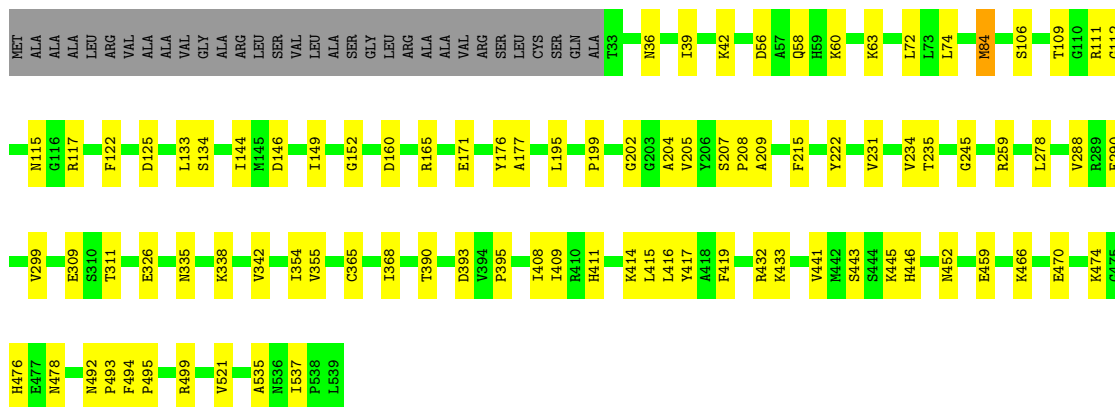 MET ALA ALA ALA LEU ARG VAL ALA ALA VAL GLY ALA ARG LEU SER VAL LEU ALA SER GLY LEU ARG ALA ALA VAL ARG SER LEU CYS SER GLN ALA T33 N36 I39 K42 D56 A57 Q58 H59 K60 K63 L72 L73 L74 M84 S106 T109 G110 R111
N115 G116 R117 F122 D125 L133 S134 I144 M145 D146 I149 G152 D160 R165 E171 Y176 A177 L195 P199 G202 G203 A204 V205 Y206 S207 P208 A209 F215 Y222 V231 V234 T235 G245 R259 L278 V288 R289
V299 E309 S310 T311 E326 N335 K338 V342 I354 V355 C365 I368 T390 D393 V394 P395 I408 I409 R410 H411 K414 L415 L416 Y417 A418 F419 R432 K433 V441 M442 S443 S444 K445 H446 N452 E459 K466 E470 K474
H476 E477 N478 N492 P493 F494 P495 R499 V521 A535 N536 I537 P538 L539